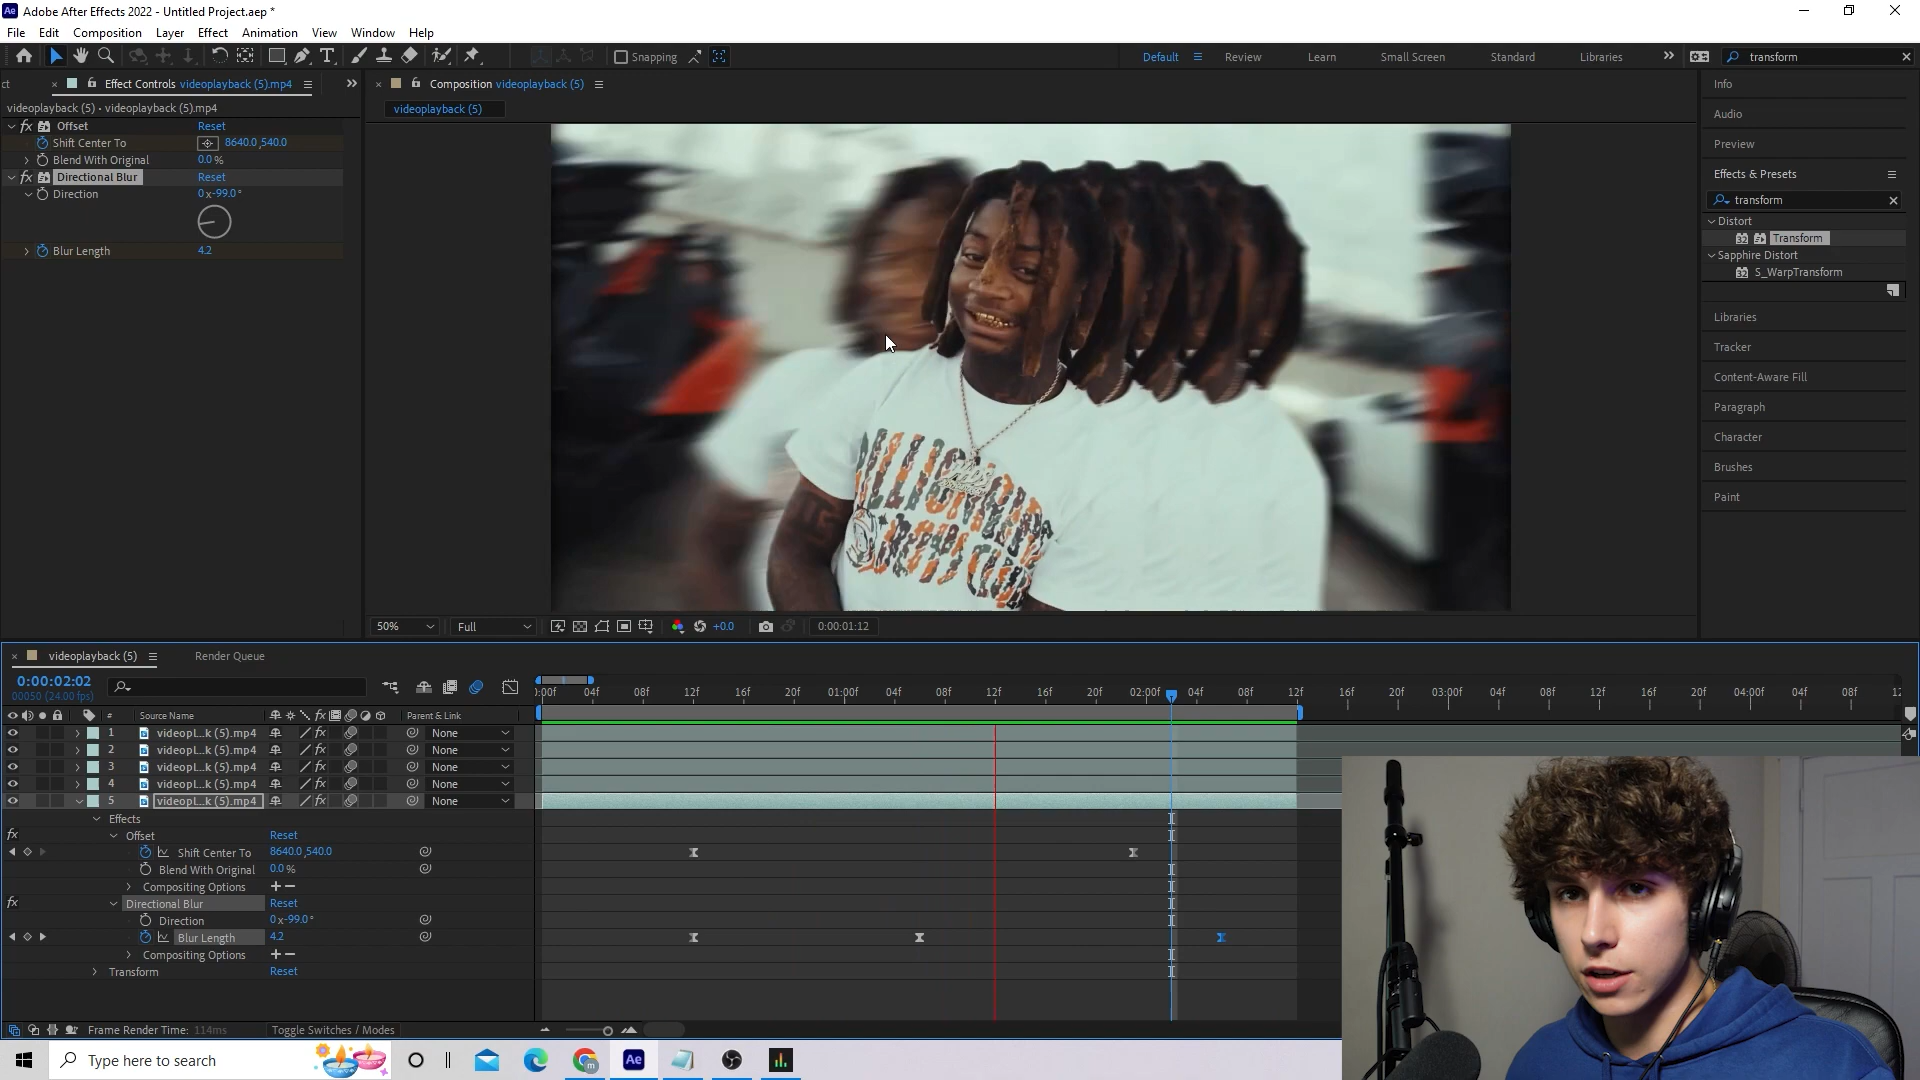 Adobe After Effects 2022 - Untitled Project.aep *
File Edit Composition Layer Effect Animation View Window Help
Snapping
Default Review Learn Small Screen Standard Libraries
transform
ct
Effect Controls videoplayback (5).mp4
Composition videoplayback (5)
Info
videoplayback (5) • videoplayback (5).mp4
videoplayback (5)
Audio
Offset Reset
Shift Center To 8640.0,540.0
Preview
Blend With Original 0.0 %
Directional Blur Reset
Effects & Presets
Direction 0x-99.0°
transform
Distort
Transform
Blur Length 4.2
Sapphire Distort
S_WarpTransform
Libraries
Tracker
Content-Aware Fill
Paragraph
Character
Brushes
Paint
50% Full +0.0 0:00:01:12
videoplayback (5) Render Queue
0:00:02:02
00050 (24.00 fps)
):00f 04f 08f 12f 16f 20f 01:00f 04f 08f 12f 16f 20f 02:00f 04f 08f 12f 16f 20f 03:00f 04f 08f 12f 16f 20f 04:00f 04f 08f 12
# Source Name Parent & Link
1 videopl...k (5).mp4 None
2 videopl...k (5).mp4 None
3 videopl...k (5).mp4 None
4 videopl...k (5).mp4 None
5 videopl...k (5).mp4 None
Effects
Offset Reset
Shift Center To 8640.0,540.0
Blend With Original 0.0 %
Compositing Options + −
Directional Blur Reset
Direction 0x-99.0°
Blur Length 4.2
Compositing Options + −
Transform Reset
Frame Render Time: 114ms Toggle Switches / Modes
Type here to search
Ae